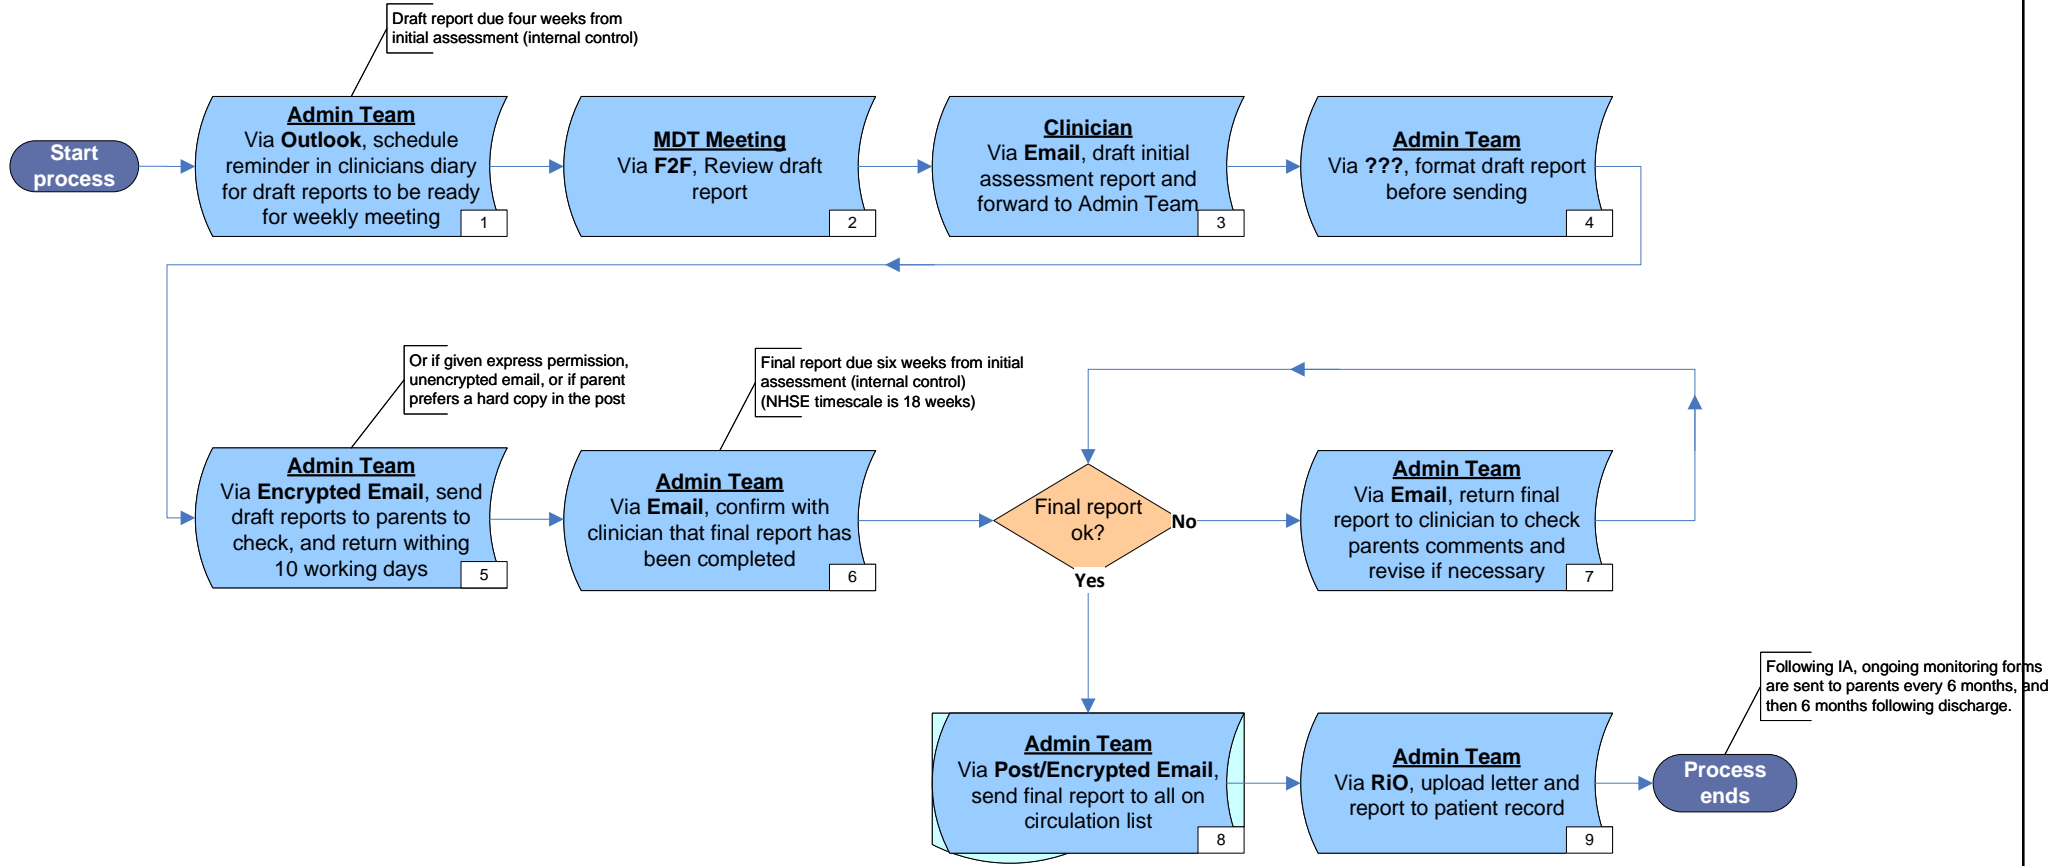 Draft report due four weeks from
initial assessment (internal control)
Start
process
Admin Team
Via Outlook, schedule
reminder in clinicians diary
for draft reports to be ready
for weekly meeting
1
MDT Meeting
Via F2F, Review draft
report
2
Clinician
Via Email, draft initial
assessment report and
forward to Admin Team
3
Admin Team
Via ???, format draft report
before sending
4
Or if given express permission,
unencrypted email, or if parent
prefers a hard copy in the post
Final report due six weeks from initial
assessment (internal control)
(NHSE timescale is 18 weeks)
Admin Team
Via Encrypted Email, send
draft reports to parents to
check, and return withing
10 working days
5
Admin Team
Via Email, confirm with
clinician that final report has
been completed
6
Final report
ok?
No
Yes
Admin Team
Via Email, return final
report to clinician to check
parents comments and
revise if necessary
7
Following IA, ongoing monitoring forms
are sent to parents every 6 months, and
then 6 months following discharge.
Admin Team
Via Post/Encrypted Email,
send final report to all on
circulation list
8
Admin Team
Via RiO, upload letter and
report to patient record
9
Process
ends